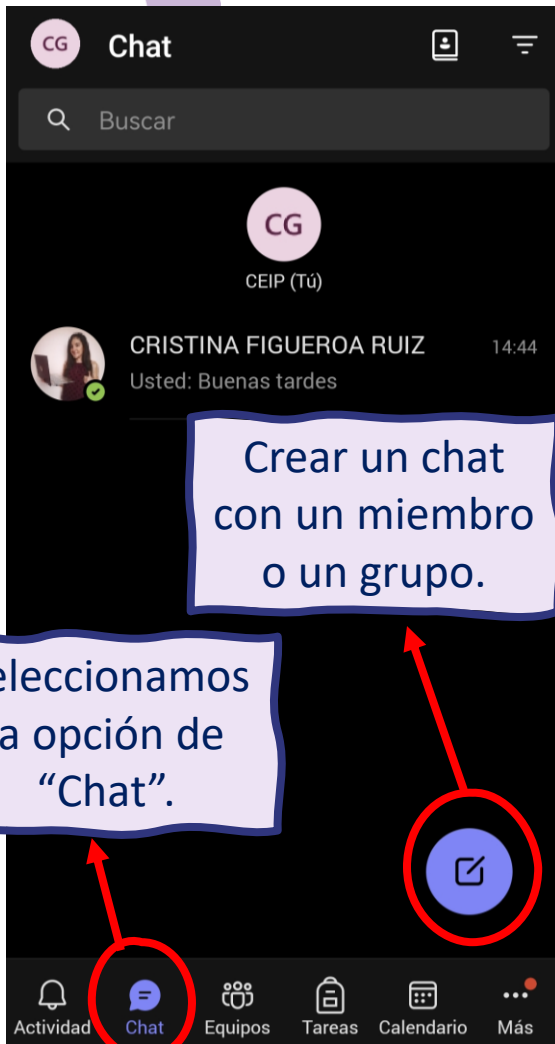 CG
Chat
Buscar
CG
CEIP (Tú)
CRISTINA FIGUEROA RUIZ 14:44
Usted: Buenas tardes
Crear un chat
con un miembro
o un grupo.
eleccionamos
a opción de
“Chat”.
Actividad Chat Equipos Tareas Calendario Más